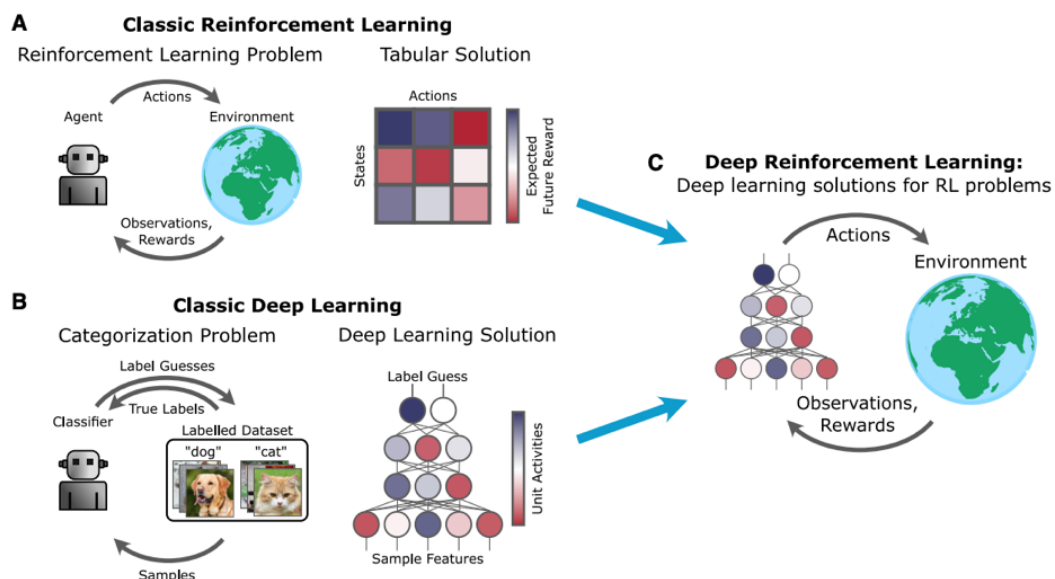 A
Classic Reinforcement Learning
Reinforcement Learning Problem
Tabular Solution
Actions
Agent
Environment
Observations,
Rewards
Actions
States
Expected
Future Reward
B
Classic Deep Learning
Categorization Problem
Deep Learning Solution
Label Guesses
True Labels
Classifier
Labelled Dataset
"dog"
"cat"
Samples
Label Guess
Unit Activities
Sample Features
C
Deep Reinforcement Learning:
Deep learning solutions for RL problems
Actions
Environment
Observations,
Rewards